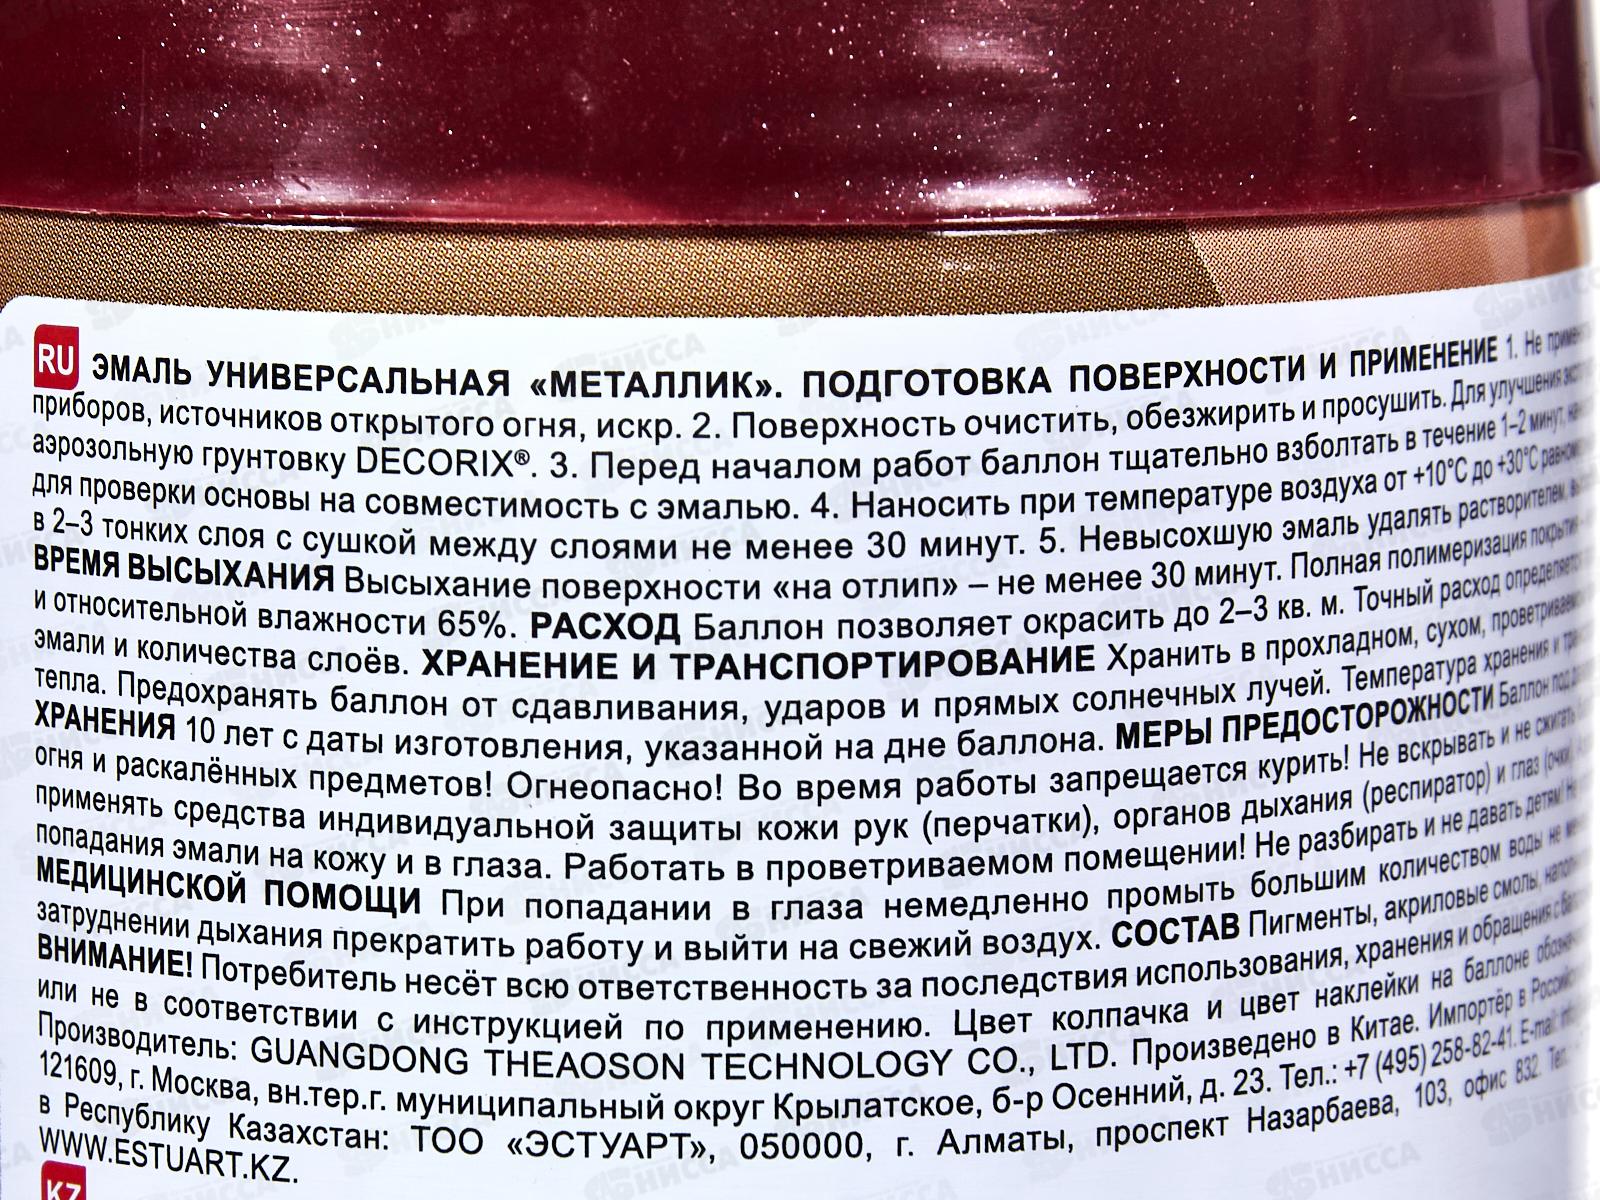 RU ЭМАЛЬ УНИВЕРСАЛЬНАЯ «МЕТАЛЛИК». ПОДГОТОВКА ПОВЕРХНОСТИ И ПРИМЕНЕНИЕ 1. Не
приборов, источников открытого огня, искр. 2. Поверхность очистить, обезжирить и просушить. Для улучшения
аэрозольную грунтовку DECORIX®. 3. Перед началом работ баллон тщательно взболтать в течение 1–2 минут,
для проверки основы на совместимость с эмалью. 4. Наносить при температуре воздуха от +10°C до +30°C
в 2–3 тонких слоя с сушкой между слоями не менее 30 минут. 5. Невысохшую эмаль удалять растворителем,
ВРЕМЯ ВЫСЫХАНИЯ Высыхание поверхности «на отлип» – не менее 30 минут. Полная полимеризация покрытия –
и относительной влажности 65%. РАСХОД Баллон позволяет окрасить до 2–3 кв. м. Точный расход определяется
эмали и количества слоёв. ХРАНЕНИЕ И ТРАНСПОРТИРОВАНИЕ Хранить в прохладном, сухом,
тепла. Предохранять баллон от сдавливания, ударов и прямых солнечных лучей. Температура хранения и
ХРАНЕНИЯ 10 лет с даты изготовления, указанной на дне баллона. МЕРЫ ПРЕДОСТОРОЖНОСТИ Баллон под
огня и раскалённых предметов! Огнеопасно! Во время работы запрещается курить! Не вскрывать и не сжигать
применять средства индивидуальной защиты кожи рук (перчатки), органов дыхания (респиратор) и глаз (очки).
попадания эмали на кожу и в глаза. Работать в проветриваемом помещении! Не разбирать и не давать детям! Не
МЕДИЦИНСКОЙ ПОМОЩИ При попадании в глаза немедленно промыть большим количеством воды не
затруднении дыхания прекратить работу и выйти на свежий воздух. СОСТАВ Пигменты, акриловые смолы,
ВНИМАНИЕ! Потребитель несёт всю ответственность за последствия использования, хранения и обращения с
или не в соответствии с инструкцией по применению. Цвет колпачка и цвет наклейки на баллоне
Производитель: GUANGDONG THEAOSON TECHNOLOGY CO., LTD. Произведено в Китае. Импортёр в
121609, г. Москва, вн.тер.г. муниципальный округ Крылатское, б-р Осенний, д. 23. Тел.: +7 (495) 258-82-41. E-mail:
в Республику Казахстан: ТОО «ЭСТУАРТ», 050000, г. Алматы, проспект Назарбаева, 103, офис 832. Тел.:
WWW.ESTUART.KZ.
KZ